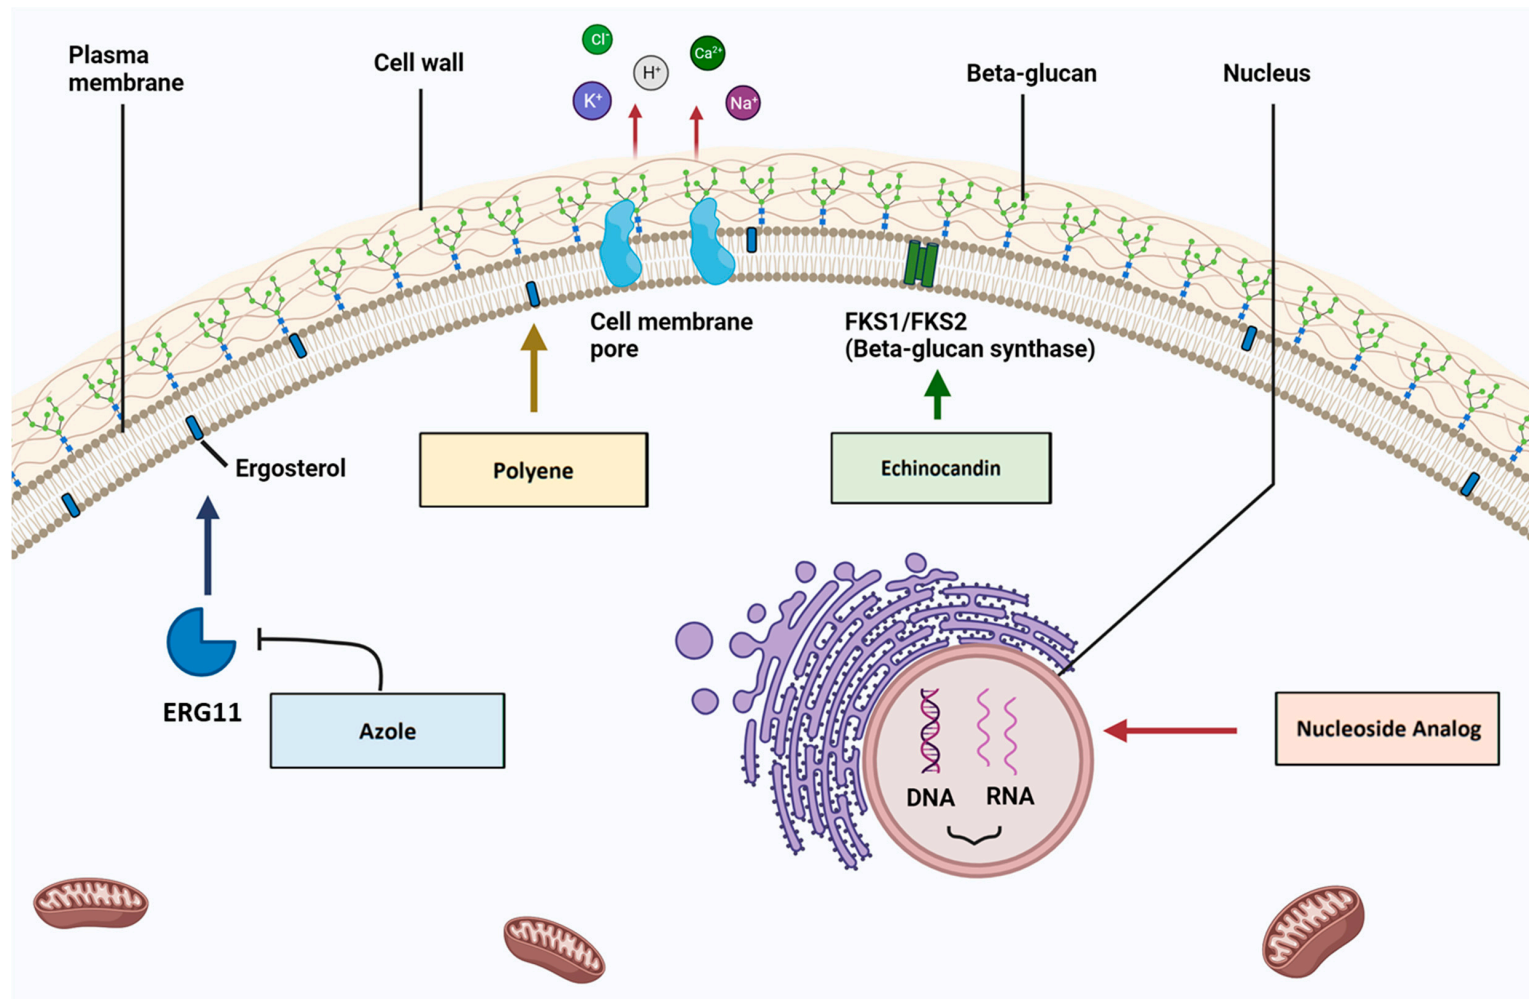 Plasma
membrane
Cell wall
Cl⁻
H⁺
Ca²⁺
K⁺
Na⁺
Beta-glucan
Nucleus
Cell membrane
pore
FKS1/FKS2
(Beta-glucan synthase)
Ergosterol
Polyene
Echinocandin
ERG11
Azole
Nucleoside Analog
DNA
RNA